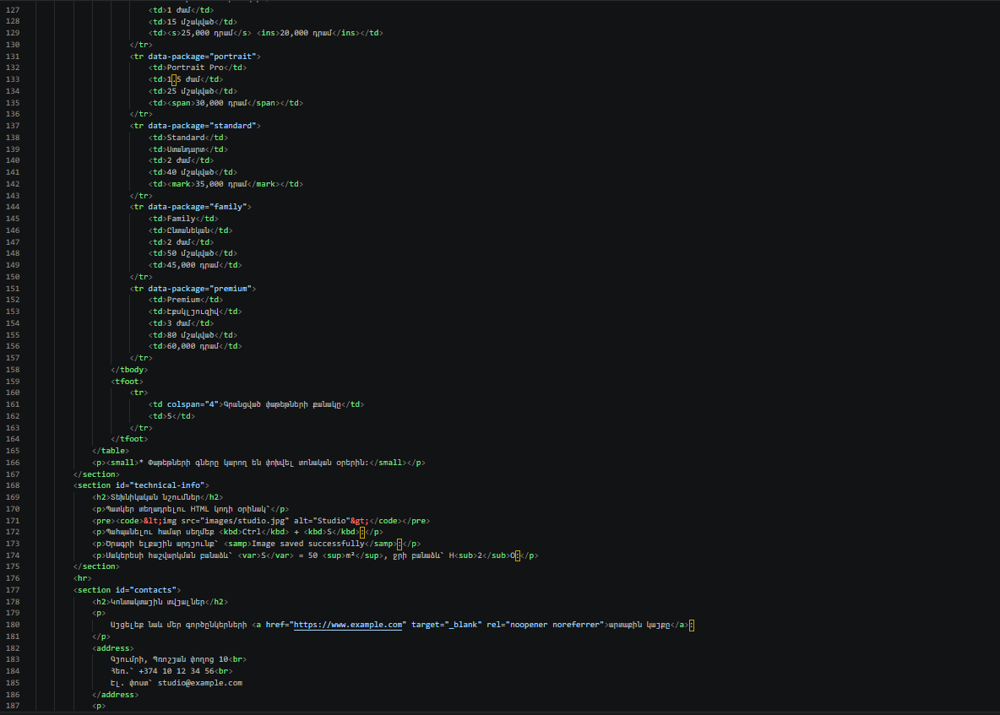 127 <td>1 ժամ</td>
128 <td>15 մշակված</td>
129 <td><s>25,000 դրամ</s> <ins>20,000 դրամ</ins></td>
130 </tr>
131 <tr data-package="portrait">
132 <td>Portrait Pro</td>
133 <td>1․5 ժամ</td>
134 <td>25 մշակված</td>
135 <td><span>30,000 դրամ</span></td>
136 </tr>
137 <tr data-package="standard">
138 <td>Standard</td>
139 <td>Ստանդարտ</td>
140 <td>2 ժամ</td>
141 <td>40 մշակված</td>
142 <td><mark>35,000 դրամ</mark></td>
143 </tr>
144 <tr data-package="family">
145 <td>Family</td>
146 <td>Ընտանեկան</td>
147 <td>2 ժամ</td>
148 <td>50 մշակված</td>
149 <td>45,000 դրամ</td>
150 </tr>
151 <tr data-package="premium">
152 <td>Premium</td>
153 <td>Էքսկլյուզիվ</td>
154 <td>3 ժամ</td>
155 <td>80 մշակված</td>
156 <td>60,000 դրամ</td>
157 </tr>
158 </tbody>
159 <tfoot>
160 <tr>
161 <td colspan="4">Գրանցված փաթեթների քանակը</td>
162 <td>5</td>
163 </tr>
164 </tfoot>
165 </table>
166 <p><small>* Փաթեթների գները կարող են փոխվել տոնական օրերին:</small></p>
167 </section>
168 <section id="technical-info">
169 <h2>Տեխնիկական նշումներ</h2>
170 <p>Պատկեր տեղադրելու HTML կոդի օրինակ՝</p>
171 <pre><code>&lt;img src="images/studio.jpg" alt="Studio"&gt;</code></pre>
172 <p>Պահպանելու համար սեղմեք <kbd>Ctrl</kbd> + <kbd>S</kbd>։</p>
173 <p>Ծրագրի ելքային արդյունք՝ <samp>Image saved successfully</samp>։</p>
174 <p>Մակերեսի հաշվարկման բանաձև՝ <var>S</var> = 50 <sup>m²</sup>, ջրի բանաձև՝ H<sub>2</sub>O։</p>
175 </section>
176 <hr>
177 <section id="contacts">
178 <h2>Կոնտակտային տվյալներ</h2>
179 <p>
180 Այցելեք նաև մեր գործընկերների <a href="https://www.example.com" target="_blank" rel="noopener noreferrer">արտաքին կայքը</a>։
181 </p>
182 <address>
183 Գյումրի, Պռոշյան փողոց 10<br>
184 Հեռ.՝ +374 10 12 34 56<br>
185 Էլ. փոստ՝ studio@example.com
186 </address>
187 <p>